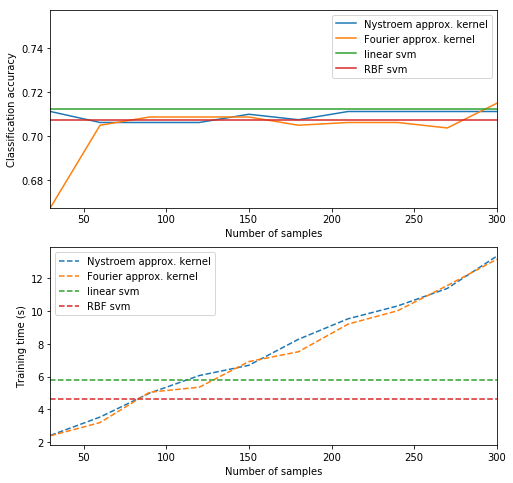 0.74
0.72
0.70
0.68
Classification accuracy
Nystroem approx. kernel
Fourier approx. kernel
linear svm
RBF svm
50
100
150
200
250
300
Number of samples
12
10
8
6
4
2
Training time (s)
Nystroem approx. kernel
Fourier approx. kernel
linear svm
RBF svm
50
100
150
200
250
300
Number of samples